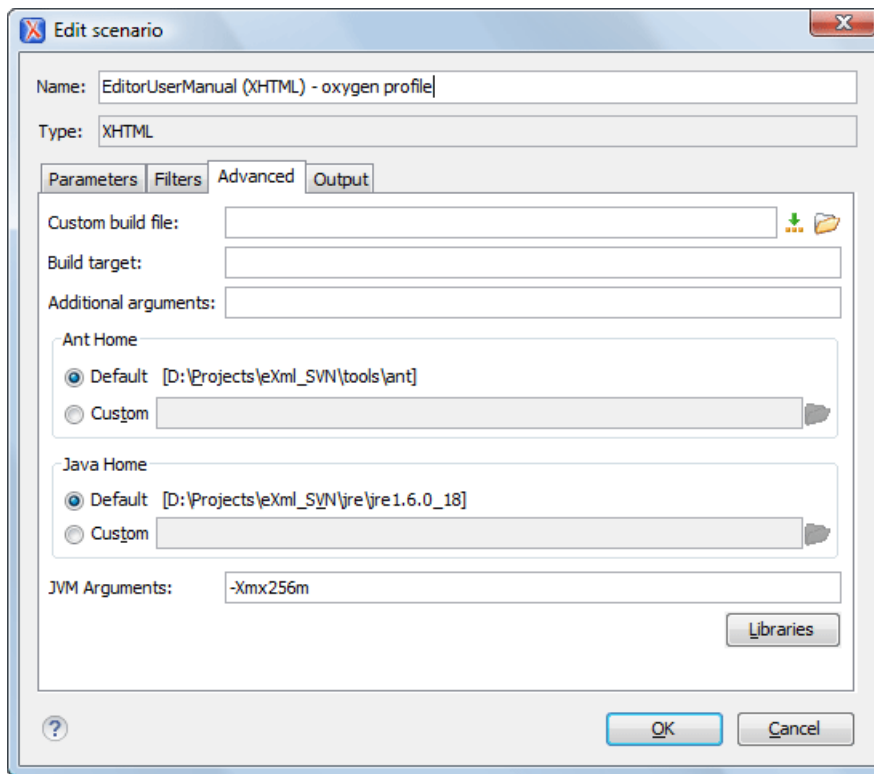 Edit scenario
Name: EditorUserManual (XHTML) - oxygen profile
Type: XHTML
Parameters Filters Advanced Output
Custom build file:
Build target:
Additional arguments:
Ant Home
Default [D:\Projects\eXml_SVN\tools\ant]
Custom
Java Home
Default [D:\Projects\eXml_SVN\jre\jre1.6.0_18]
Custom
JVM Arguments: -Xmx256m
Libraries
? OK Cancel